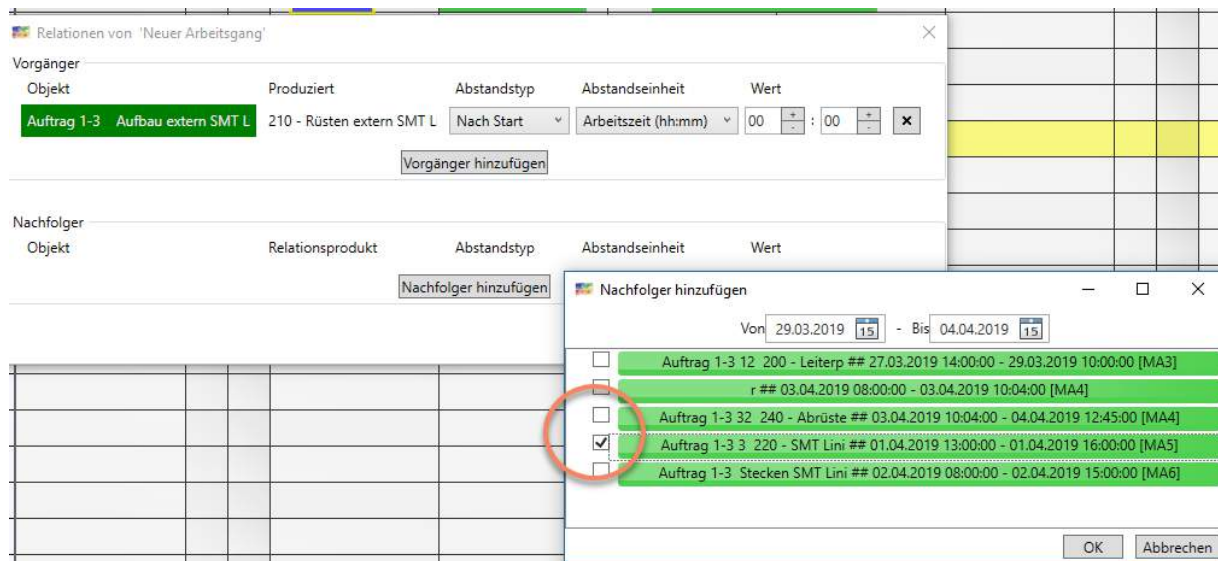 Relationen von 'Neuer Arbeitsgang'
Vorgänger
Objekt Produziert Abstandstyp Abstandseinheit Wert
Auftrag 1-3 Aufbau extern SMT L 210 - Rüsten extern SMT L Nach Start Arbeitszeit (hh:mm) 00 + - : 00 + - ×
Vorgänger hinzufügen
Nachfolger
Objekt Relationsprodukt Abstandstyp Abstandseinheit Wert
Nachfolger hinzufügen
Nachfolger hinzufügen
Von 29.03.2019 15 - Bis 04.04.2019 15
Auftrag 1-3 12 200 - Leiterp ## 27.03.2019 14:00:00 - 29.03.2019 10:00:00 [MA3]
r ## 03.04.2019 08:00:00 - 03.04.2019 10:04:00 [MA4]
Auftrag 1-3 32 240 - Abrüste ## 03.04.2019 10:04:00 - 04.04.2019 12:45:00 [MA4]
Auftrag 1-3 3 220 - SMT Lini ## 01.04.2019 13:00:00 - 01.04.2019 16:00:00 [MA5]
Auftrag 1-3 Stecken SMT Lini ## 02.04.2019 08:00:00 - 02.04.2019 15:00:00 [MA6]
OK Abbrechen